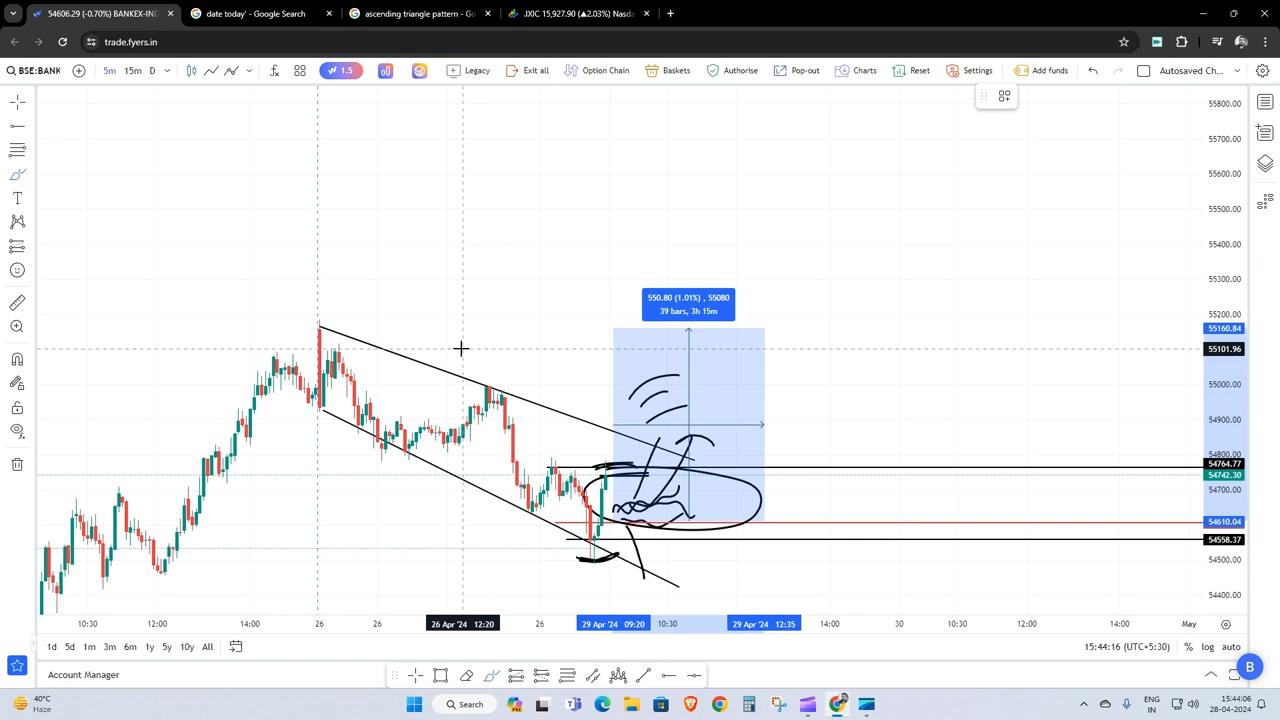 54606.29 (-0.70%) BANKEX-IND
date today' - Google Search
ascending triangle pattern - Go
JXIC 15,927.90 (▲2.03%) Nasda
trade.fyers.in
BSE:BANK
5m 15m D
1.5
Legacy
Exit all
Option Chain
Baskets
Authorise
Pop-out
Charts
Reset
Settings
Add funds
Autosaved Ch...
55800.00
55700.00
55600.00
55500.00
55400.00
55300.00
55200.00
55160.84
55101.96
55000.00
54900.00
54800.00
54764.77
54742.30
54700.00
54610.04
54558.37
54500.00
54400.00
550.80 (1.01%) , 55080
39 bars, 3h 15m
10:30 12:00 14:00 26 26 26 Apr '24 12:20 26 29 Apr '24 09:20 10:30 29 Apr '24 12:35 14:00 30 10:30 12:00 14:00 May
1d 5d 1m 3m 6m 1y 5y 10y All
15:44:16 (UTC+5:30) % log auto
Account Manager
B
40°C
Haze
Search
ENG
IN
15:44:06
28-04-2024